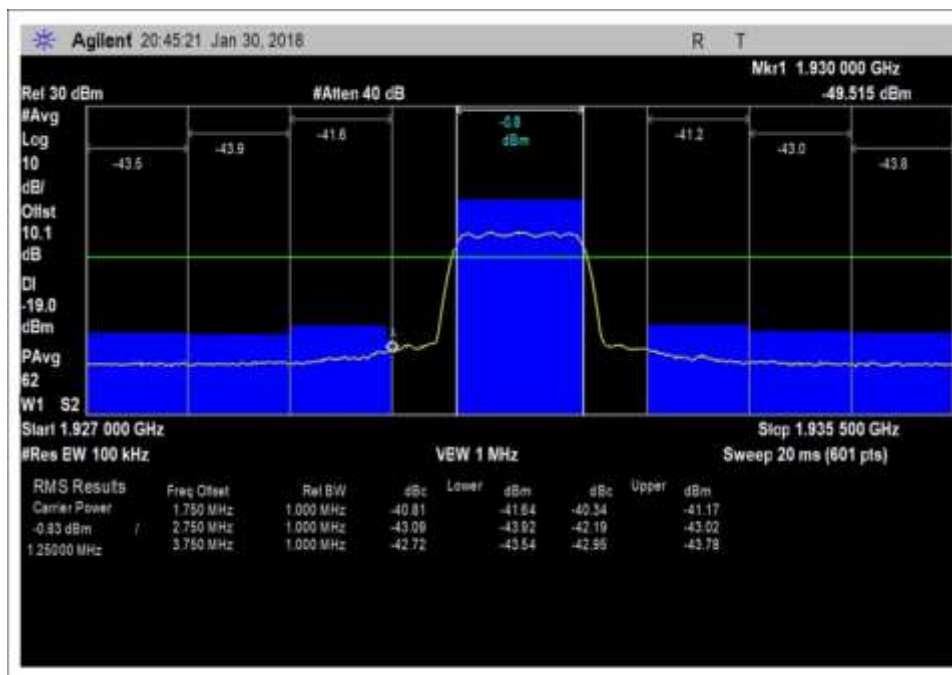 Agilent 20:45:21 Jan 30, 2018 R T
Mkr1 1.930 000 GHz
Ref 30 dBm #Atten 40 dB -49.515 dBm
#Avg
Log
10
dB/
Offst
10.1
dB
DI
-19.0
dBm
PAvg
62
W1 S2
-43.5 -43.9 -41.6 -0.8 -41.2 -43.0 -43.8
dBm
Start 1.927 000 GHz Stop 1.935 500 GHz
#Res BW 100 kHz VBW 1 MHz Sweep 20 ms (601 pts)
RMS Results Freq Offset Ref BW dBc Lower dBm dBc Upper dBm
Carrier Power 1.750 MHz 1.000 MHz -40.81 -41.64 -40.34 -41.17
-0.83 dBm / 2.750 MHz 1.000 MHz -43.09 -43.92 -42.19 -43.02
1.25000 MHz 3.750 MHz 1.000 MHz -42.72 -43.54 -42.95 -43.78